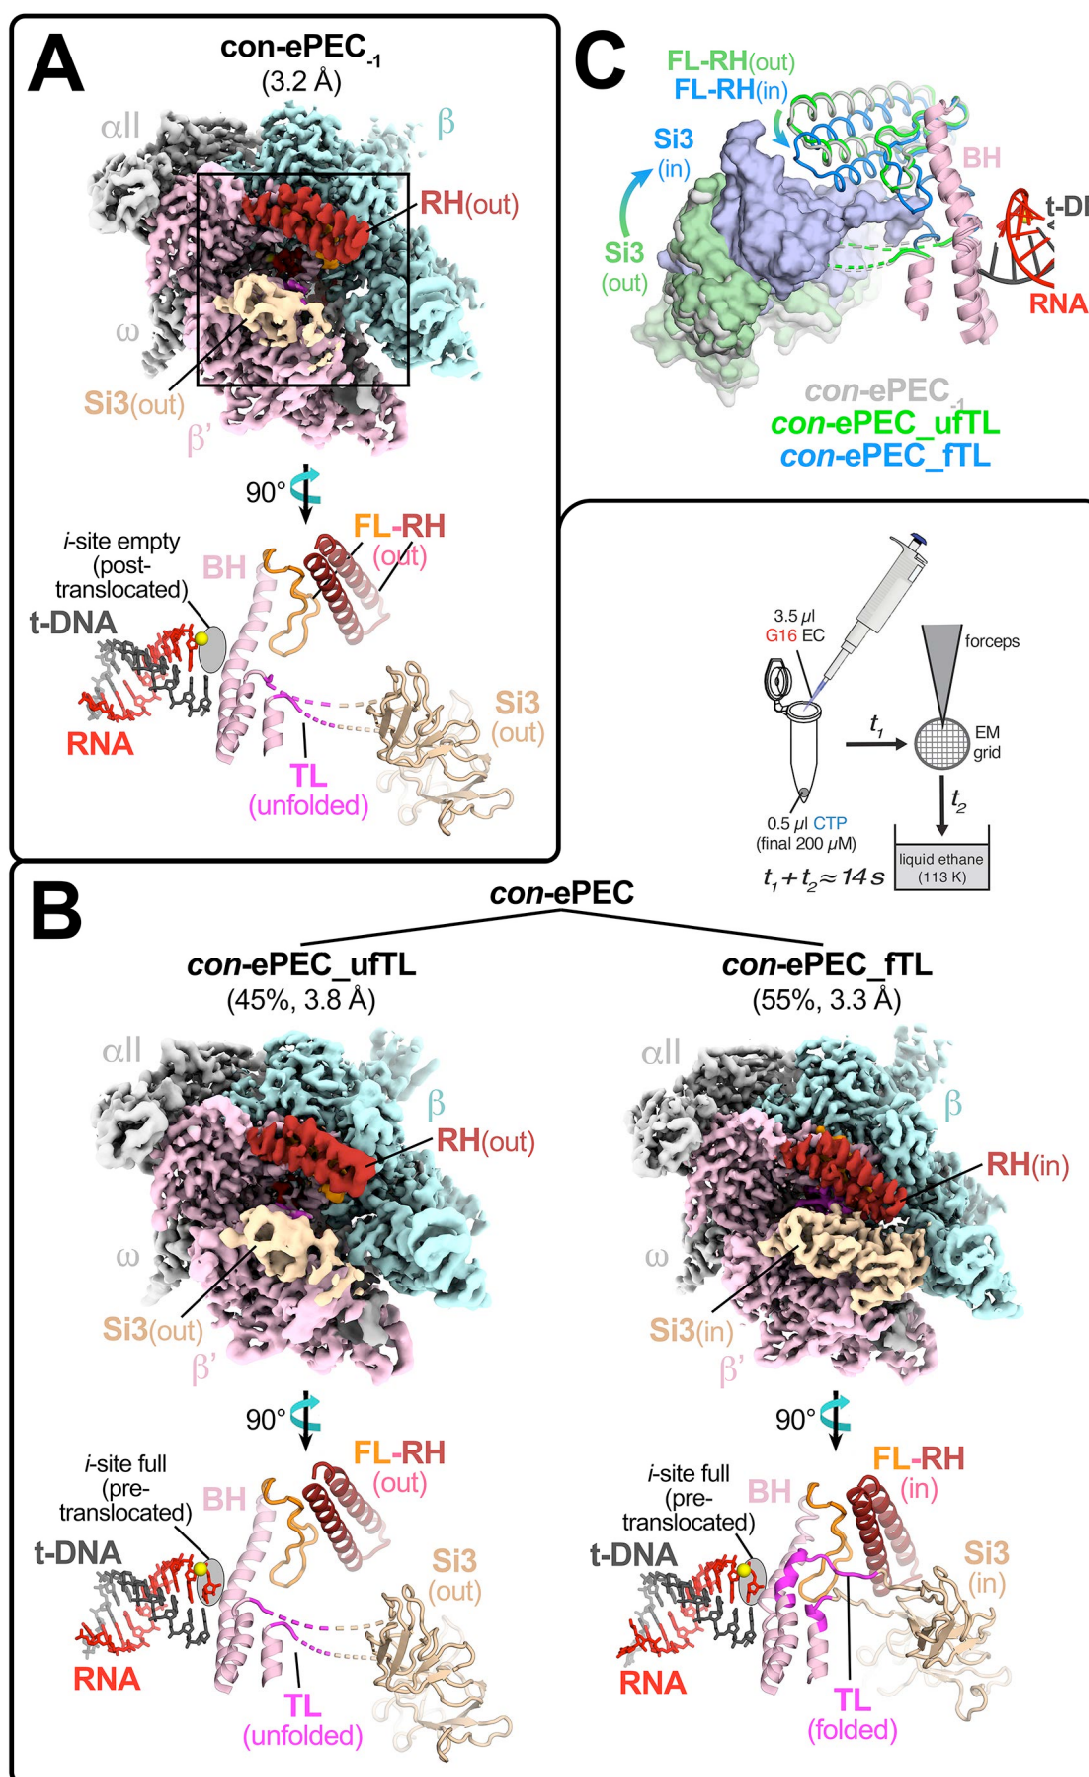 A
con-ePEC-1
(3.2 Å)
αII
β
RH(out)
ω
Si3(out)
β'
90°
i-site empty
(post-
translocated)
BH
FL-RH
(out)
t-DNA
RNA
Si3
(out)
TL
(unfolded)
C
FL-RH(out)
FL-RH(in)
Si3
(in)
BH
Si3
(out)
RNA
con-ePEC-1
con-ePEC_ufTL
con-ePEC_fTL
3.5 µl
G16 EC
forceps
t1
EM
grid
0.5 µl CTP
(final 200 µM)
t2
liquid ethane
(113 K)
t1 + t2 ≈ 14 s
B
con-ePEC
con-ePEC_ufTL
(45%, 3.8 Å)
αII
β
RH(out)
ω
Si3(out)
β'
90°
i-site full
(pre-
translocated)
BH
FL-RH
(out)
t-DNA
RNA
Si3
(out)
TL
(unfolded)
con-ePEC_fTL
(55%, 3.3 Å)
αII
β
RH(in)
ω
Si3(in)
β'
90°
i-site full
(pre-
translocated)
BH
FL-RH
(in)
t-DNA
RNA
Si3
(in)
TL
(folded)